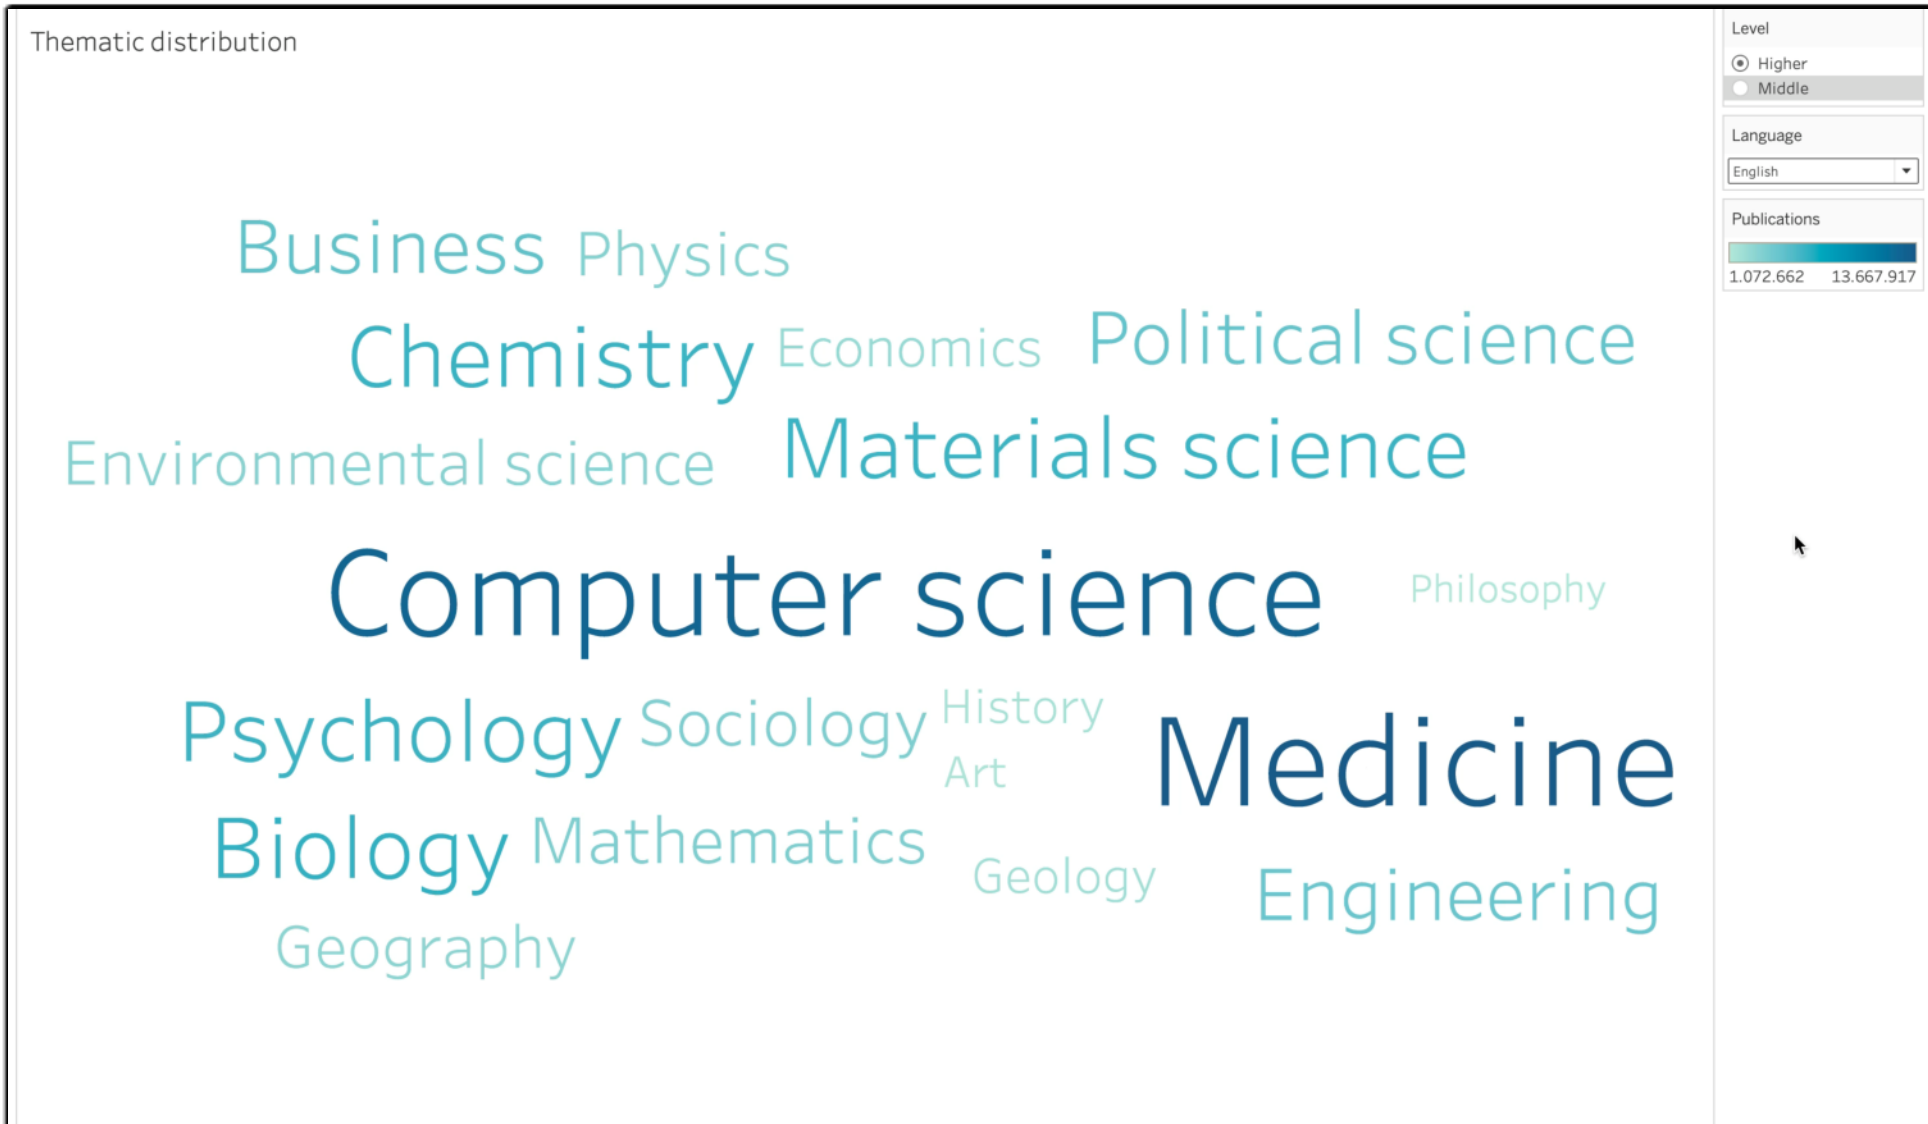 Thematic distribution
Business Physics
Chemistry Economics Political science
Environmental science Materials science
Computer science Philosophy
Psychology Sociology History
Art Medicine
Biology Mathematics
Geology Engineering
Geography
Level
Higher
Middle
Language
English
Publications
1.072.662 13.667.917